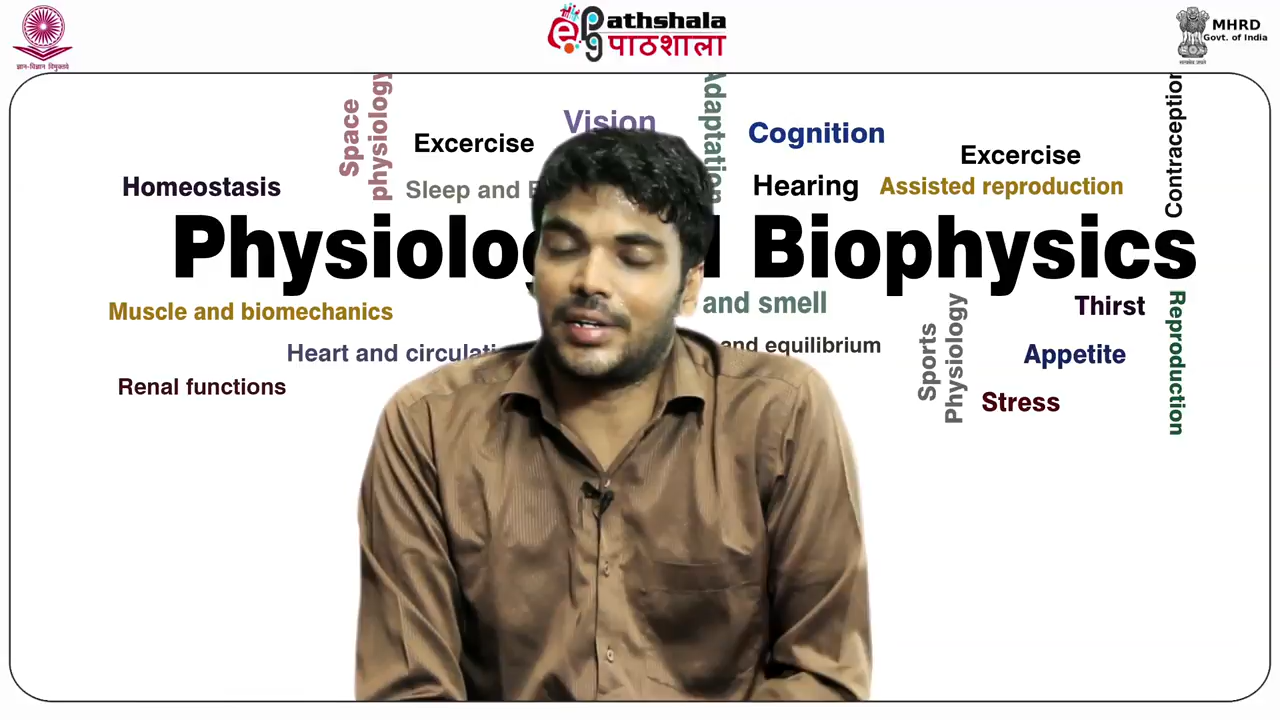 athshala
पाठशाला
MHRD
Govt. of India
ज्ञान-विज्ञान विमुक्तये
Space physiology
Excercise
Vision
Adaptation
Cognition
Excercise
Contraception
Homeostasis
Sleep and
Hearing
Assisted reproduction
Physiolog Biophysics
Muscle and biomechanics
and smell
Sports Physiology
Thirst
Reproduction
Heart and circulati
and equilibrium
Appetite
Renal functions
Stress